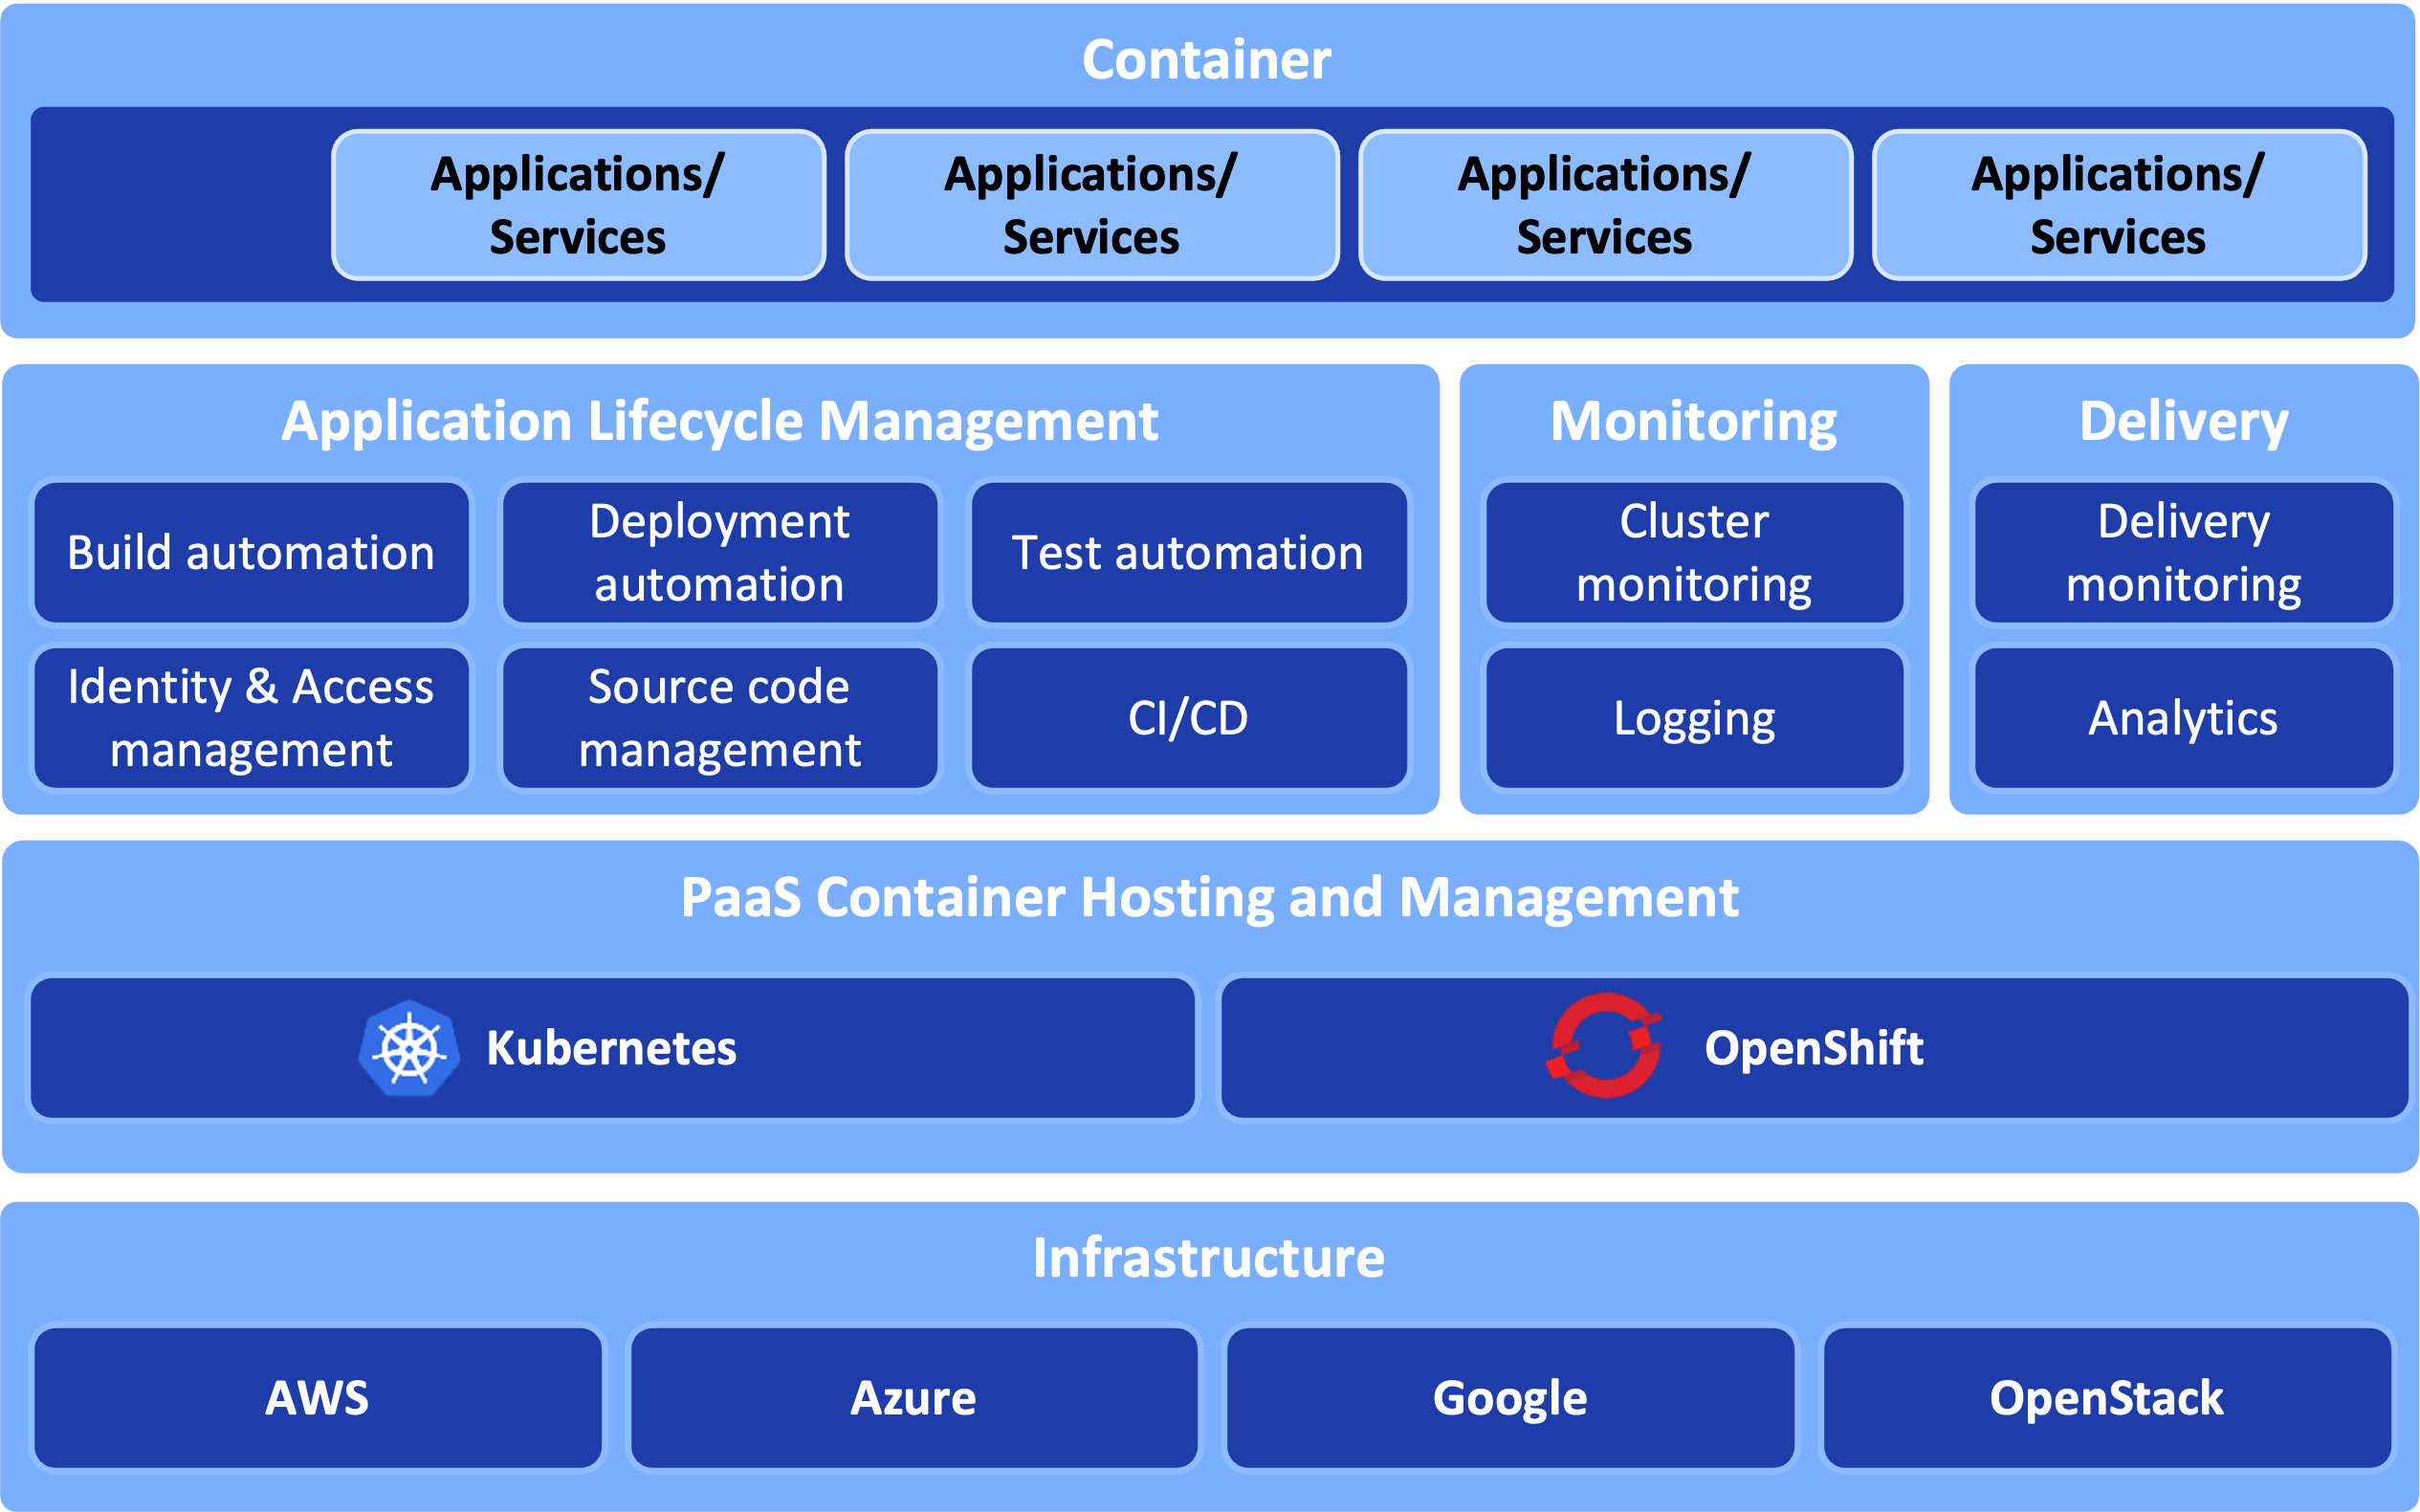 Container
Applications/
Services
Applications/
Services
Applications/
Services
Applications/
Services
Application Lifecycle Management
Build automation
Deployment
automation
Test automation
Identity & Access
management
Source code
management
CI/CD
Monitoring
Cluster
monitoring
Logging
Delivery
Delivery
monitoring
Analytics
PaaS Container Hosting and Management
Kubernetes
OpenShift
Infrastructure
AWS
Azure
Google
OpenStack